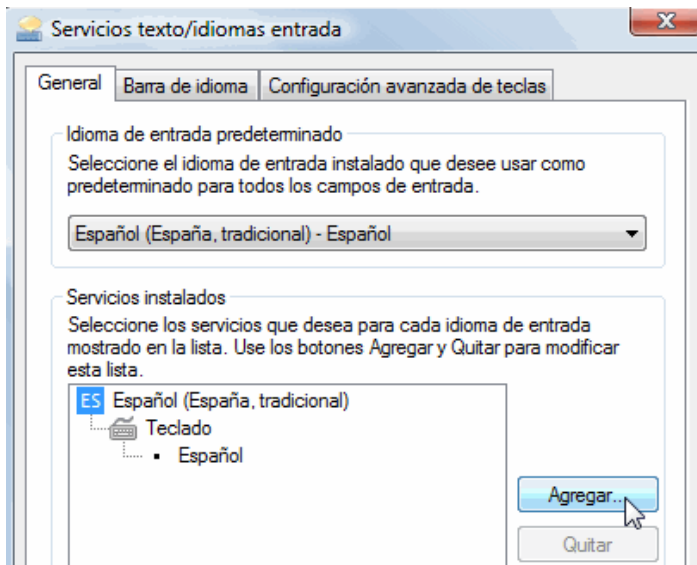 Servicios texto/idiomas entrada
General
Barra de idioma
Configuración avanzada de teclas
Idioma de entrada predeterminado
Seleccione el idioma de entrada instalado que desee usar como
predeterminado para todos los campos de entrada.
Español (España, tradicional) - Español
Servicios instalados
Seleccione los servicios que desea para cada idioma de entrada
mostrado en la lista. Use los botones Agregar y Quitar para modificar
esta lista.
ES Español (España, tradicional)
Teclado
Español
Agregar...
Quitar